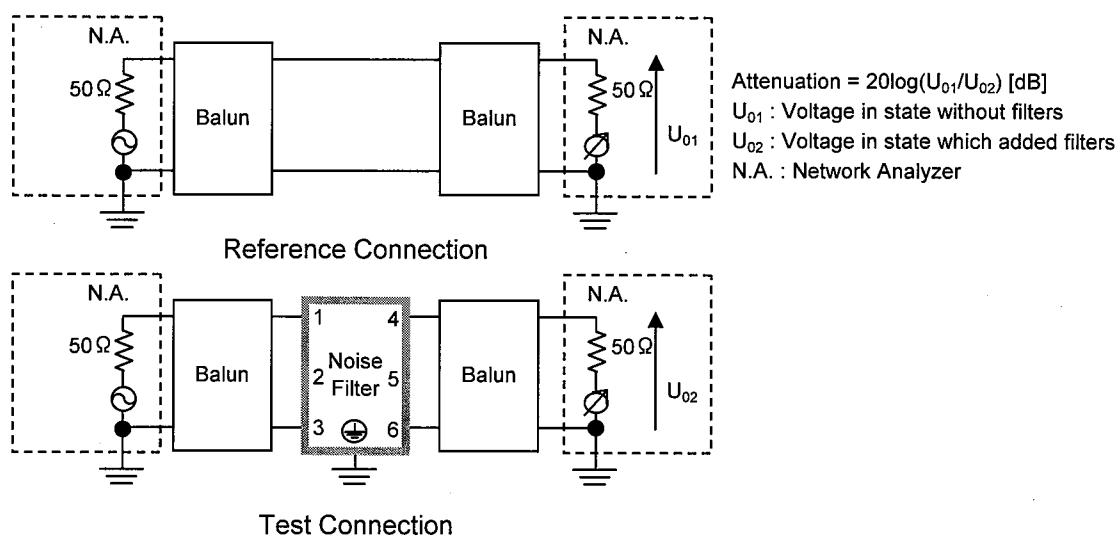 N.A.
50Ω
Balun
Balun
N.A.
50Ω
U01
Attenuation = 20log(U01/U02) [dB]
U01 : Voltage in state without filters
U02 : Voltage in state which added filters
N.A. : Network Analyzer
Reference Connection
N.A.
50Ω
Balun
1 4
Noise
2 5
Filter
3 6
Balun
N.A.
50Ω
U02
Test Connection